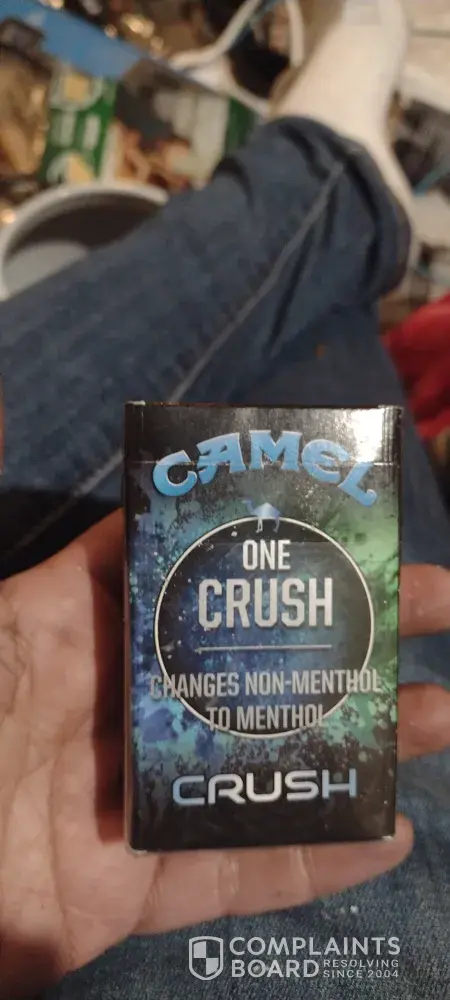 CAMEL
ONE
CRUSH
CHANGES NON-MENTHOL
TO MENTHOL
CRUSH
COMPLAINTS
BOARD RESOLVING
SINCE 2004